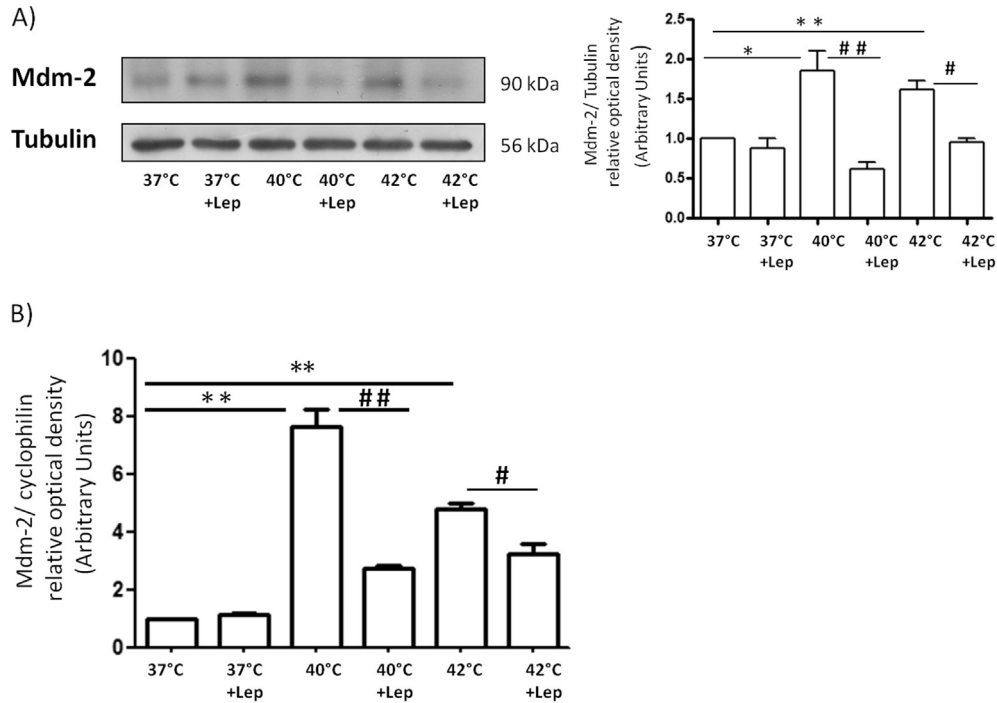 A)
Mdm-2
90 kDa
Tubulin
56 kDa
37°C 37°C 40°C 40°C 42°C 42°C
+Lep +Lep +Lep
Mdm-2/ Tubulin
relative optical density
(Arbitrary Units)
2.5
2.0
1.5
1.0
0.5
0.0
* *
*
# #
#
37°C 37°C 40°C 40°C 42°C 42°C
+Lep +Lep +Lep
B)
Mdm-2/ cyclophilin
relative optical density
(Arbitrary Units)
10
8
6
4
2
0
**
* *
##
#
37°C 37°C 40°C 40°C 42°C 42°C
+Lep +Lep +Lep